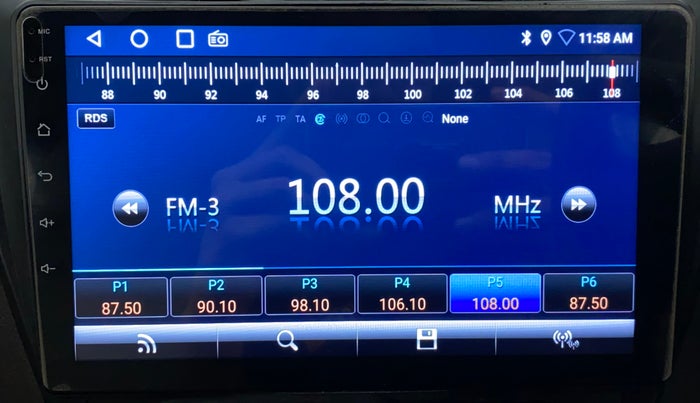 MIC
11:58 AM
RST
88 90 92 94 96 98 100 102 104 106 108
RDS AF TP TA None
FM-3 108.00 MHz
P1 P2 P3 P4 P5 P6
87.50 90.10 98.10 106.10 108.00 87.50